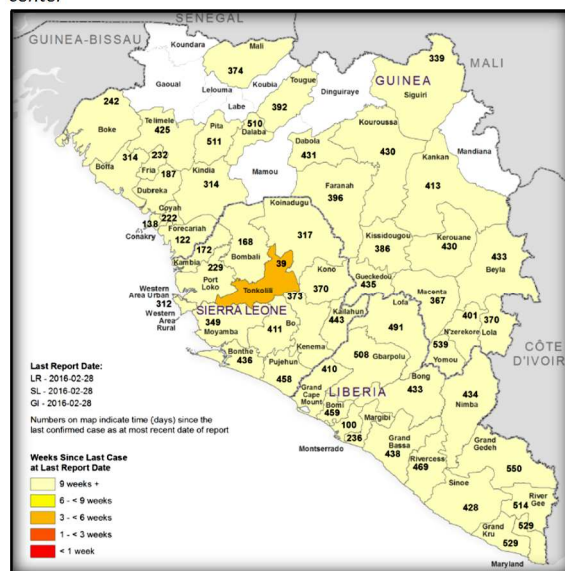 center
SENEGAL
GUINEA-BISSAU
Koundara
Mali
374
MALI
339
GUINEA
Siguiri
Gaoual
Lelouma
Koubia
Tougue
392
Dinguiraye
Labe
242
Boke
Telimele
425
Pita
511
510
Dalaba
Dabola
431
Kouroussa
430
Kankan
413
Mandiana
314
Boffa
232
Fria
187
Dubreka
Kindia
314
Mamou
Faranah
396
Koinadugu
317
Coyah
222
138
Conakry
Forecariah
122
172
Kambia
168
Bombali
39
229
Port
Loko
Tonkolili
373
Kono
370
Kissidougou
386
Kerouane
430
433
Beyla
Gueckedou
435
Macenta
367
Western
Area Urban
312
Western
Area
Rural
SIERRA LEONE
349
Moyamba
411
Bo
Kailahun
443
Kenema
Lofa
491
401
N'zerekore
370
Lola
539
Yomou
CÔTE
D'IVOIR
Bonthe
436
Pujehun
458
410
508
Gbarpolu
Grand
Cape
Mount
LIBERIA
Bong
433
434
Nimba
Bomi
459
100
236
Montserrado
Margibi
Grand
Bassa
438
Rivercess
469
Grand
Gedeh
550
Sinoe
428
River
Gee
514
529
Grand
Kru
529
Maryland
Last Report Date:
LR - 2016-02-28
SL - 2016-02-28
GI - 2016-02-28
Numbers on map indicate time (days) since the
last confirmed case as at most recent date of report
Weeks Since Last Case
at Last Report Date
9 weeks +
6 - < 9 weeks
3 - < 6 weeks
1 - < 3 weeks
< 1 week